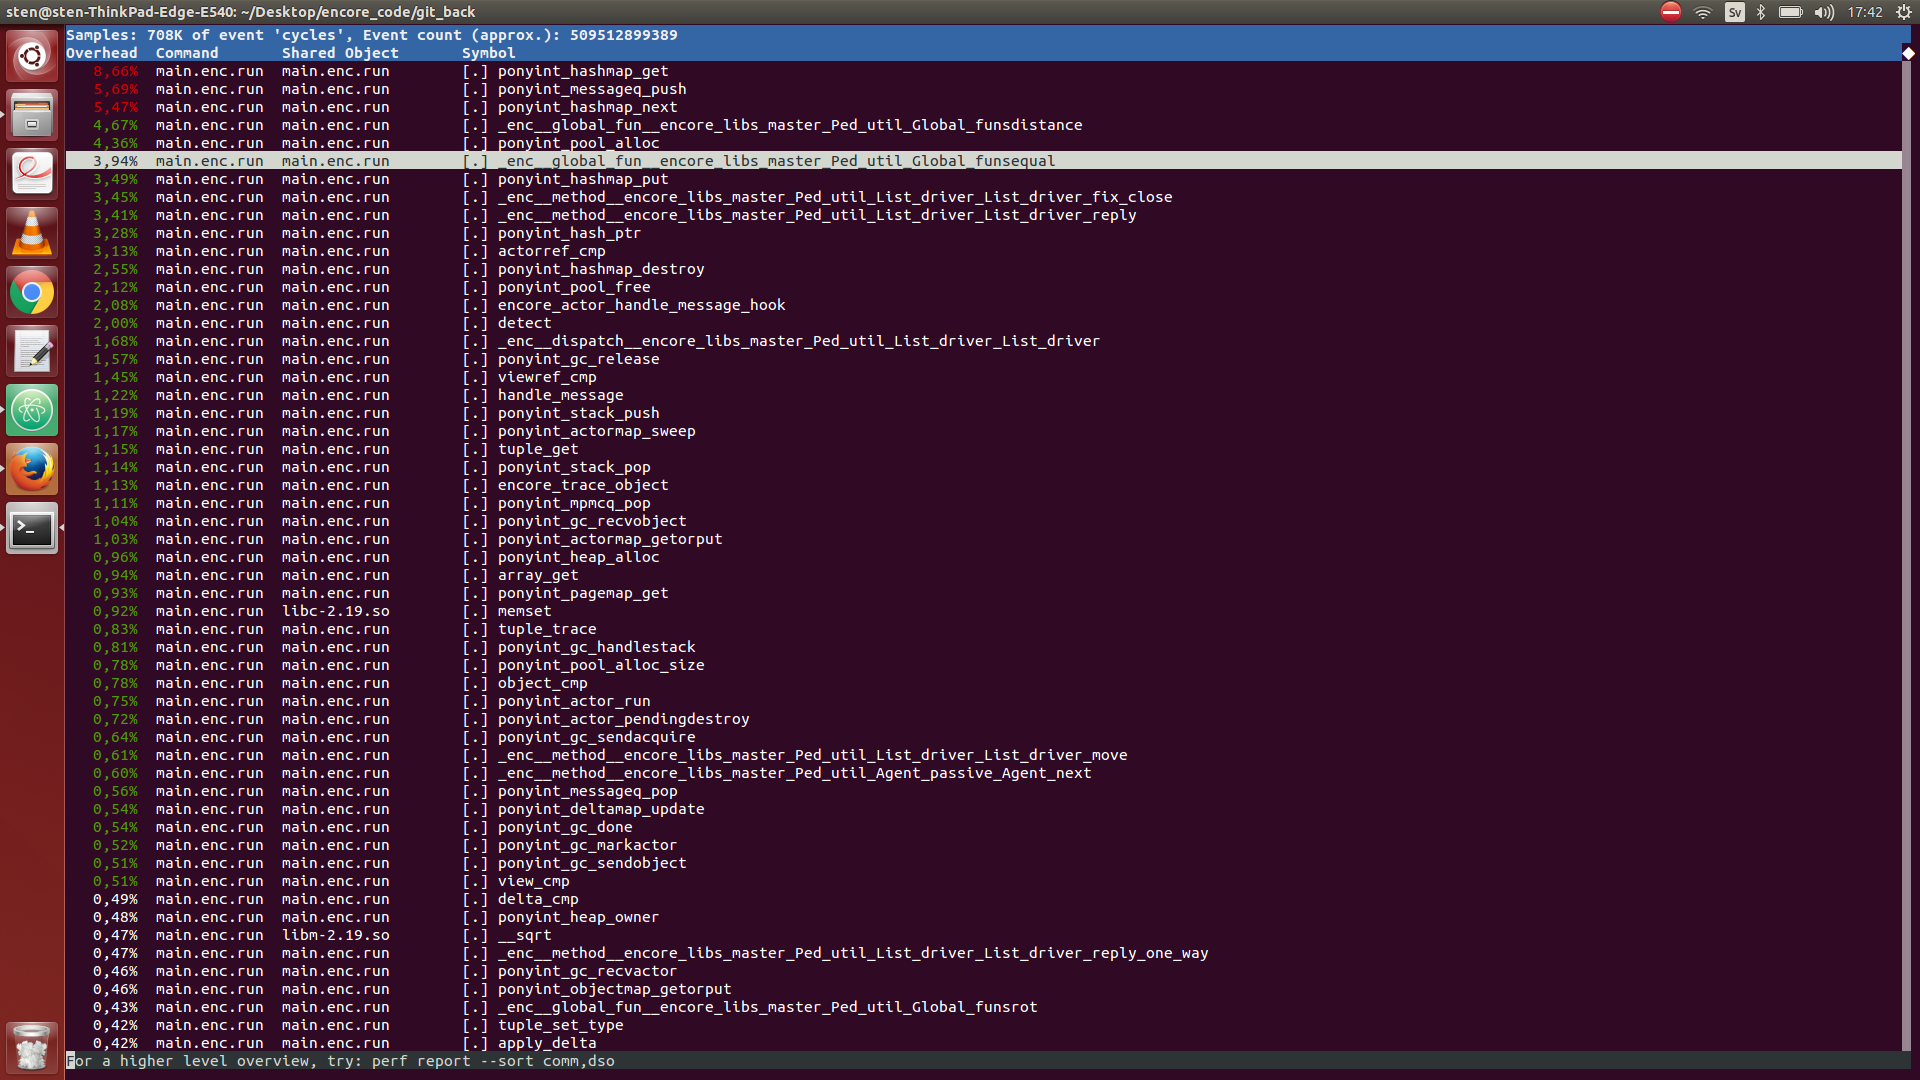 sten@sten-ThinkPad-Edge-E540: ~/Desktop/encore_code/git_back Sv 17:42
Samples: 708K of event 'cycles', Event count (approx.): 509512899389
Overhead Command Shared Object Symbol
8,66% main.enc.run main.enc.run [.] ponyint_hashmap_get
5,69% main.enc.run main.enc.run [.] ponyint_messageq_push
5,47% main.enc.run main.enc.run [.] ponyint_hashmap_next
4,67% main.enc.run main.enc.run [.] _enc__global_fun__encore_libs_master_Ped_util_Global_funsdistance
4,36% main.enc.run main.enc.run [.] ponyint_pool_alloc
3,94% main.enc.run main.enc.run [.] _enc__global_fun__encore_libs_master_Ped_util_Global_funsequal
3,49% main.enc.run main.enc.run [.] ponyint_hashmap_put
3,45% main.enc.run main.enc.run [.] _enc__method__encore_libs_master_Ped_util_List_driver_List_driver_fix_close
3,41% main.enc.run main.enc.run [.] _enc__method__encore_libs_master_Ped_util_List_driver_List_driver_reply
3,28% main.enc.run main.enc.run [.] ponyint_hash_ptr
3,13% main.enc.run main.enc.run [.] actorref_cmp
2,55% main.enc.run main.enc.run [.] ponyint_hashmap_destroy
2,12% main.enc.run main.enc.run [.] ponyint_pool_free
2,08% main.enc.run main.enc.run [.] encore_actor_handle_message_hook
2,00% main.enc.run main.enc.run [.] detect
1,68% main.enc.run main.enc.run [.] _enc__dispatch__encore_libs_master_Ped_util_List_driver_List_driver
1,57% main.enc.run main.enc.run [.] ponyint_gc_release
1,45% main.enc.run main.enc.run [.] viewref_cmp
1,22% main.enc.run main.enc.run [.] handle_message
1,19% main.enc.run main.enc.run [.] ponyint_stack_push
1,17% main.enc.run main.enc.run [.] ponyint_actormap_sweep
1,15% main.enc.run main.enc.run [.] tuple_get
1,14% main.enc.run main.enc.run [.] ponyint_stack_pop
1,13% main.enc.run main.enc.run [.] encore_trace_object
1,11% main.enc.run main.enc.run [.] ponyint_mpmcq_pop
1,04% main.enc.run main.enc.run [.] ponyint_gc_recvobject
1,03% main.enc.run main.enc.run [.] ponyint_actormap_getorput
0,96% main.enc.run main.enc.run [.] ponyint_heap_alloc
0,94% main.enc.run main.enc.run [.] array_get
0,93% main.enc.run main.enc.run [.] ponyint_pagemap_get
0,92% main.enc.run libc-2.19.so [.] memset
0,83% main.enc.run main.enc.run [.] tuple_trace
0,81% main.enc.run main.enc.run [.] ponyint_gc_handlestack
0,78% main.enc.run main.enc.run [.] ponyint_pool_alloc_size
0,78% main.enc.run main.enc.run [.] object_cmp
0,75% main.enc.run main.enc.run [.] ponyint_actor_run
0,72% main.enc.run main.enc.run [.] ponyint_actor_pendingdestroy
0,64% main.enc.run main.enc.run [.] ponyint_gc_sendacquire
0,61% main.enc.run main.enc.run [.] _enc__method__encore_libs_master_Ped_util_List_driver_List_driver_move
0,60% main.enc.run main.enc.run [.] _enc__method__encore_libs_master_Ped_util_Agent_passive_Agent_next
0,56% main.enc.run main.enc.run [.] ponyint_messageq_pop
0,54% main.enc.run main.enc.run [.] ponyint_deltamap_update
0,54% main.enc.run main.enc.run [.] ponyint_gc_done
0,52% main.enc.run main.enc.run [.] ponyint_gc_markactor
0,51% main.enc.run main.enc.run [.] ponyint_gc_sendobject
0,51% main.enc.run main.enc.run [.] view_cmp
0,49% main.enc.run main.enc.run [.] delta_cmp
0,48% main.enc.run main.enc.run [.] ponyint_heap_owner
0,47% main.enc.run libm-2.19.so [.] __sqrt
0,47% main.enc.run main.enc.run [.] _enc__method__encore_libs_master_Ped_util_List_driver_List_driver_reply_one_way
0,46% main.enc.run main.enc.run [.] ponyint_gc_recvactor
0,46% main.enc.run main.enc.run [.] ponyint_objectmap_getorput
0,43% main.enc.run main.enc.run [.] _enc__global_fun__encore_libs_master_Ped_util_Global_funsrot
0,42% main.enc.run main.enc.run [.] tuple_set_type
0,42% main.enc.run main.enc.run [.] apply_delta
For a higher level overview, try: perf report --sort comm,dso